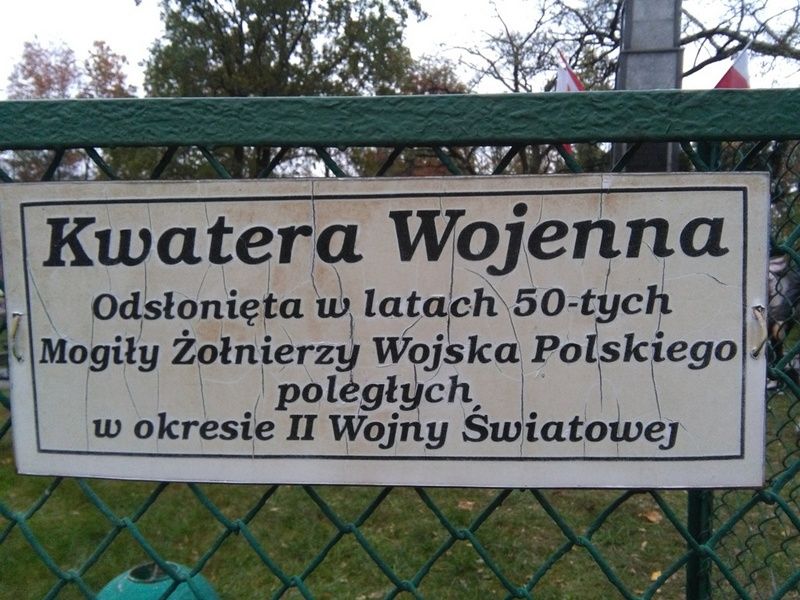 Kwatera Wojenna
Odsłonięta w latach 50-tych
Mogiły Żołnierzy Wojska Polskiego
poległych
w okresie II Wojny Światowej